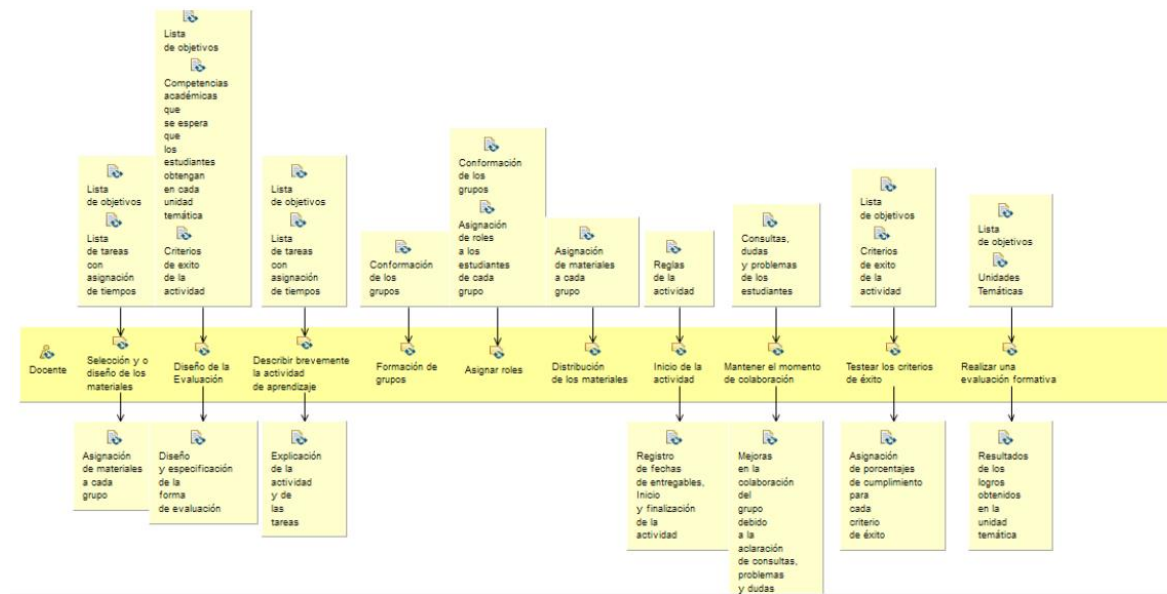 Lista
de objetivos
Competencias
académicas
que
se espera
que
los
estudiantes
obtengan
en cada
unidad
temática
Criterios
de exito
de la
actividad
Lista
de objetivos
Lista
de tareas
con
asignación
de tiempos
Lista
de objetivos
Lista
de tareas
con
asignación
de tiempos
Conformación
de los
grupos
Conformación
de los
grupos
Asignación
de roles
a los
estudiantes
de cada
grupo
Asignación
de materiales
a cada
grupo
Reglas
de la
actividad
Consultas,
dudas
y problemas
de los
estudiantes
Lista
de objetivos
Criterios
de exito
de la
actividad
Lista
de objetivos
Unidades
Temáticas
Docente
Selección y o
diseño de los
materiales
Diseño de la
Evaluación
Describir brevemente
la actividad
de aprendizaje
Formación de
grupos
Asignar roles
Distribución
de los materiales
Inicio de la
actividad
Mantener el momento
de colaboración
Testear los criterios
de éxito
Realizar una
evaluación formativa
Asignación
de materiales
a cada
grupo
Diseño
y especificación
de la
forma
de evaluación
Explicación
de la
actividad
y de
las
tareas
Registro
de fechas
de entregables,
Inicio
y finalización
de la
actividad
Mejoras
en la
colaboración
del
grupo
debido
a la
aclaración
de consultas,
problemas
y dudas
Asignación
de porcentajes
de cumplimiento
para
cada
criterio
de éxito
Resultados
de los
logros
obtenidos
en la
unidad
temática